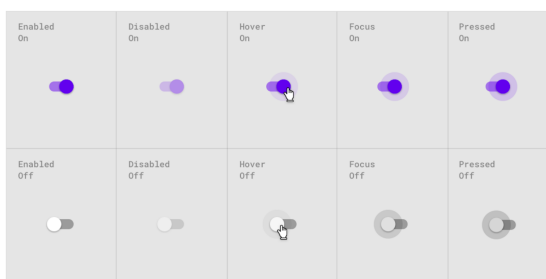 Enabled
On
Disabled
On
Hover
On
Focus
On
Pressed
On
Enabled
Off
Disabled
Off
Hover
Off
Focus
Off
Pressed
Off